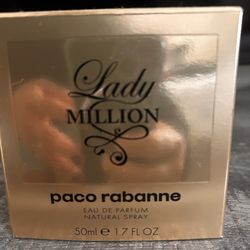 Lady
MILLION
paco rabanne
EAU DE PARFUM
NATURAL SPRAY
50ml ℮ 1.7 FL OZ